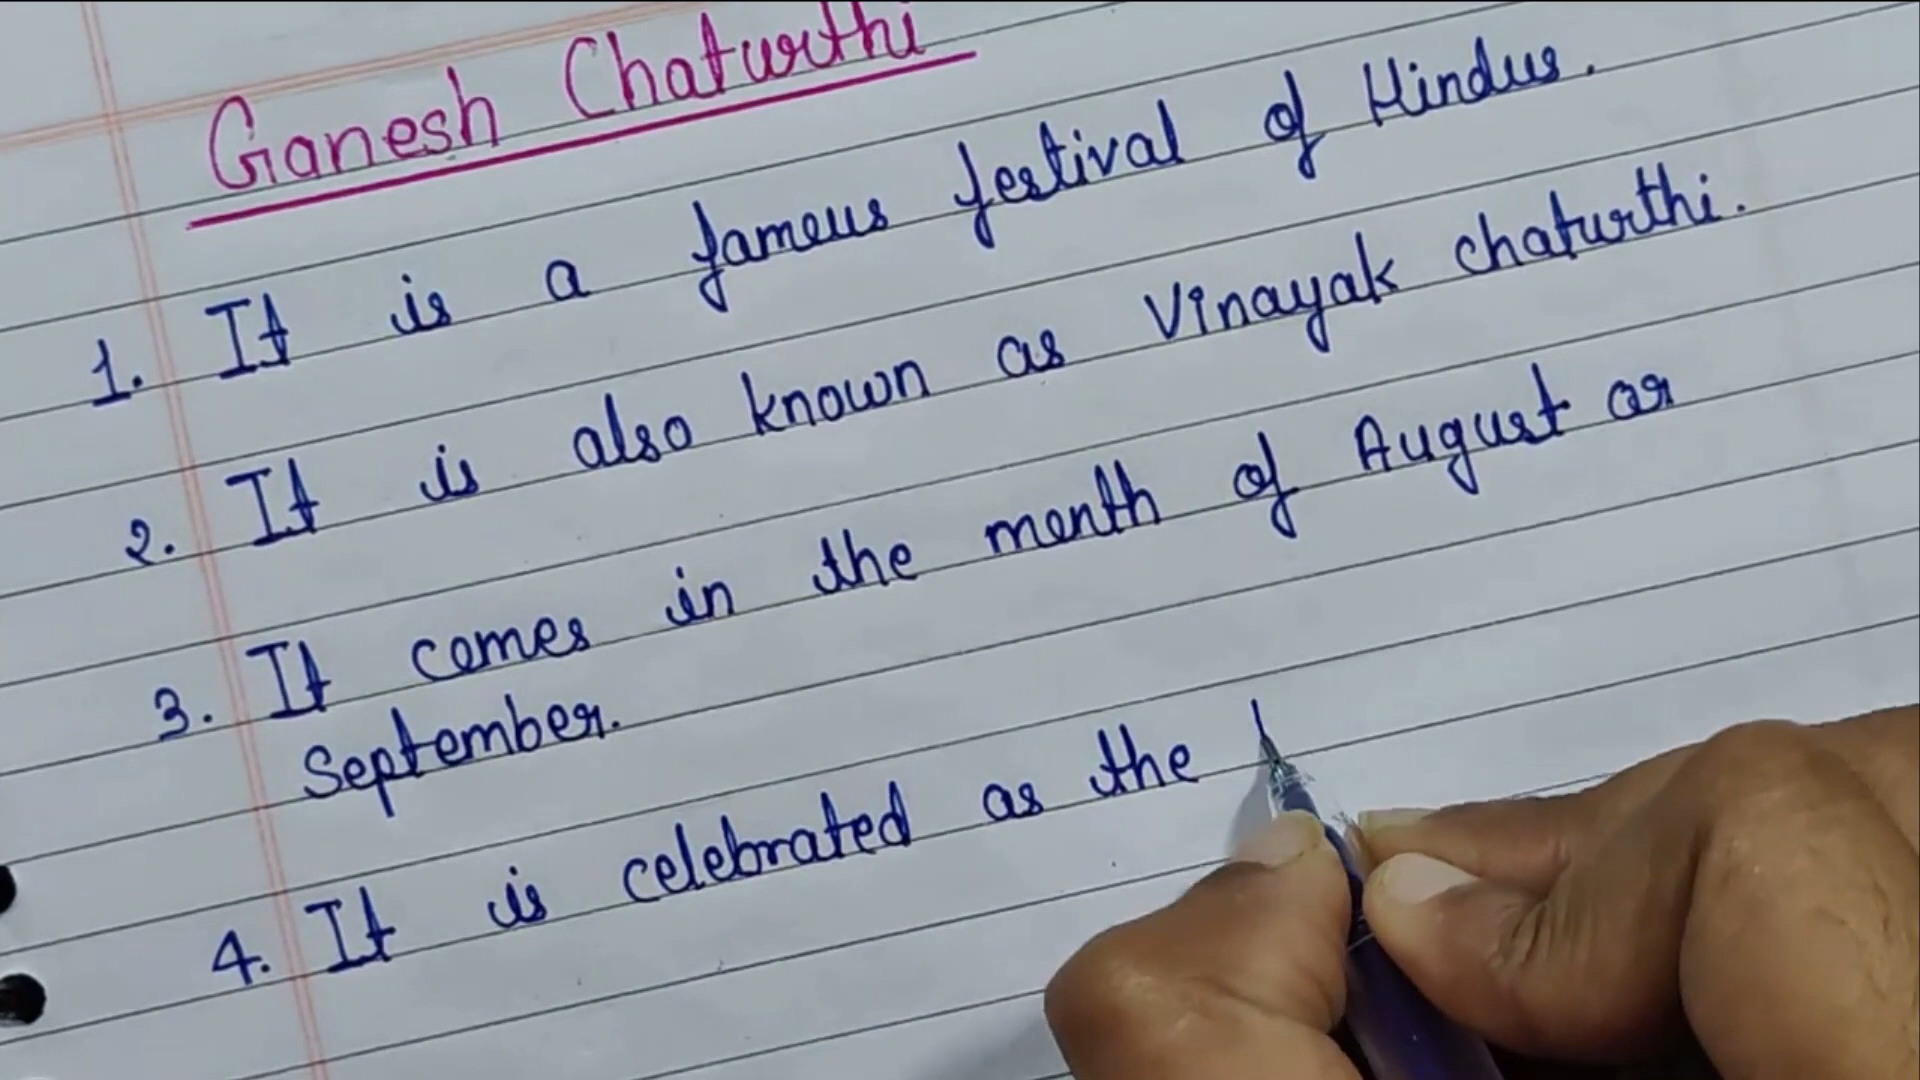 Ganesh Chaturthi
1. It is a famous festival of Hindus.
2. It is also known as Vinayak chaturthi.
3. It comes in the month of August or
September.
4. It is celebrated as the